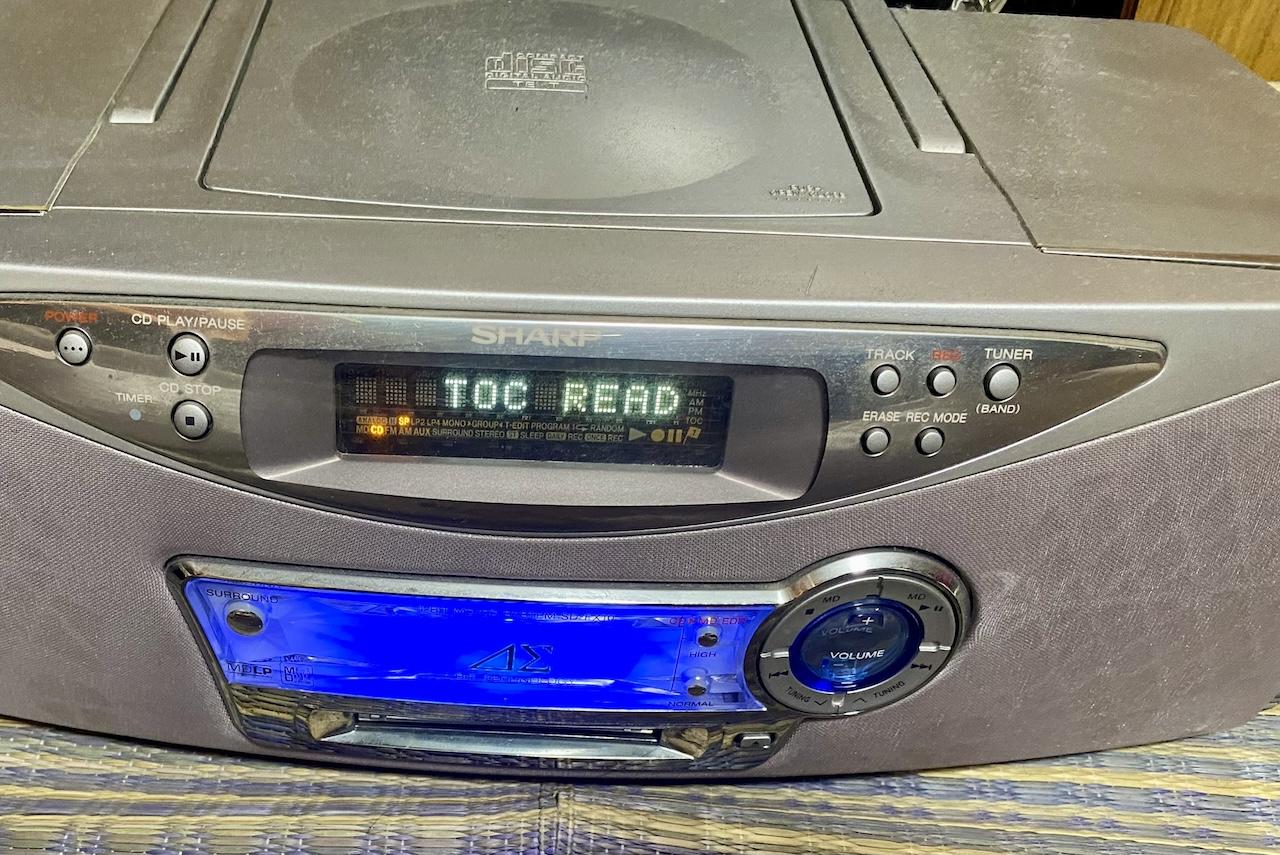 COMPACT
disc
DIGITAL AUDIO
TEXT
POWER
CD PLAY/PAUSE
SHARP
CD STOP
TIMER
TOC READ
MHz
AM
PM
TOC
SP LP2 LP4 MONO GROUP T-EDIT PROGRAM RANDOM
MD CD FM AM AUX SURROUND STEREO ST SLEEP DAILY REC ONCE REC
TRACK REC TUNER
(BAND)
ERASE REC MODE
SURROUND
HIGH
MDLP
NORMAL
MD
MD
VOLUME
VOLUME
TUNING
TUNING